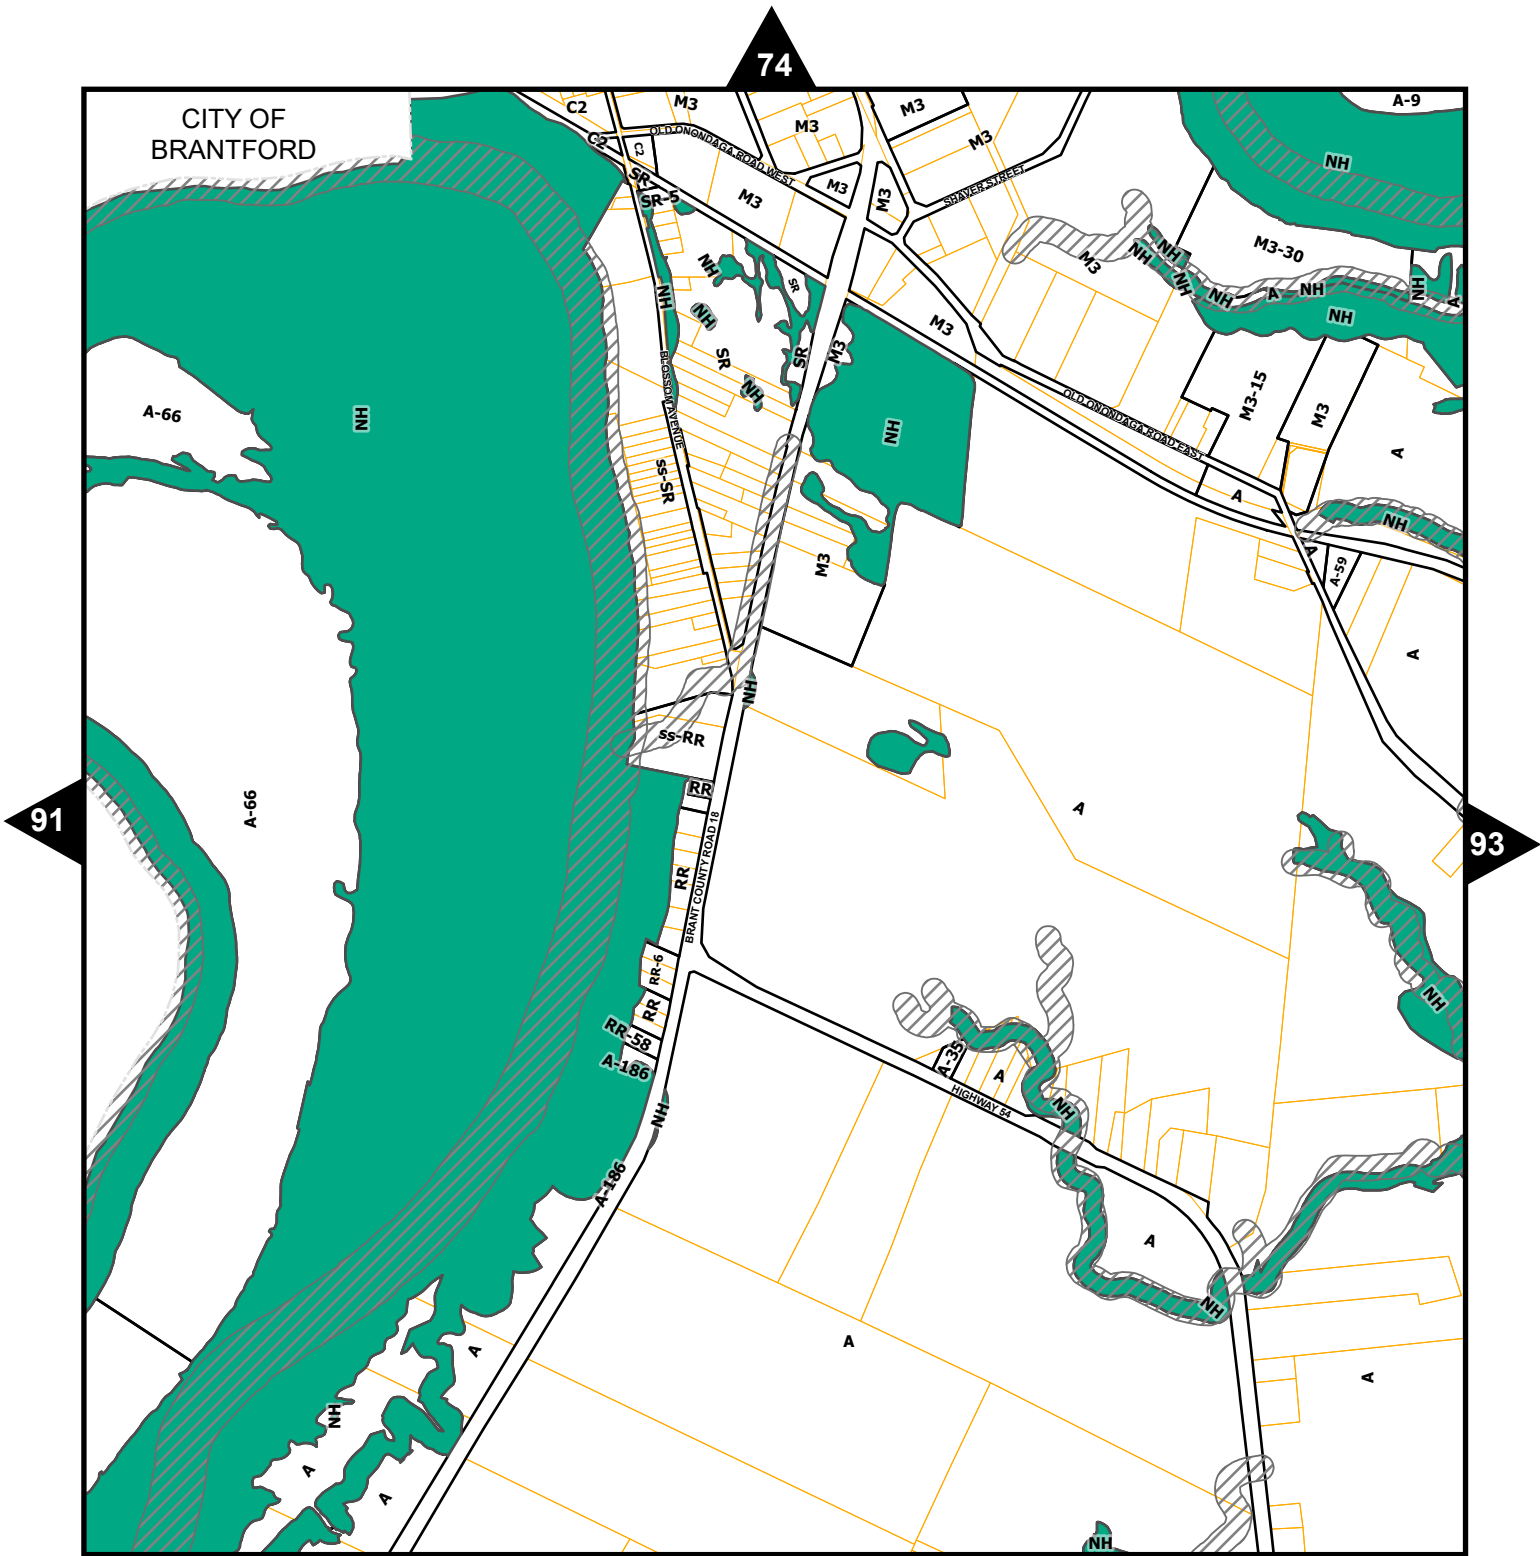 74
CITY OF
BRANTFORD
C2
M3
M3
M3
A-9
C2
C2
OLD ONONDAGA ROAD WEST
M3
NH
SR
SR-5
M3
M3
M3
SHAVER STREET
M3-30
NH
NH
M3
NH
NH
NH
A
NH
NH
A
NH
NH
SR
NH
NH
M3
SR
SR
M3
NH
BLOSSOM AVENUE
OLD ONONDAGA ROAD EAST
M3-15
M3
A-66
NH
NH
A
ss-SR
A
NH
M3
A
A-59
A
NH
ss-RR
RR
A-66
A
91
93
BRANT COUNTY ROAD 18
RR
RR-6
RR
NH
RR-58
A-186
A-35
A
HIGHWAY 54
NH
NH
A-186
A
NH
A
A
A
NH
A
A
NH